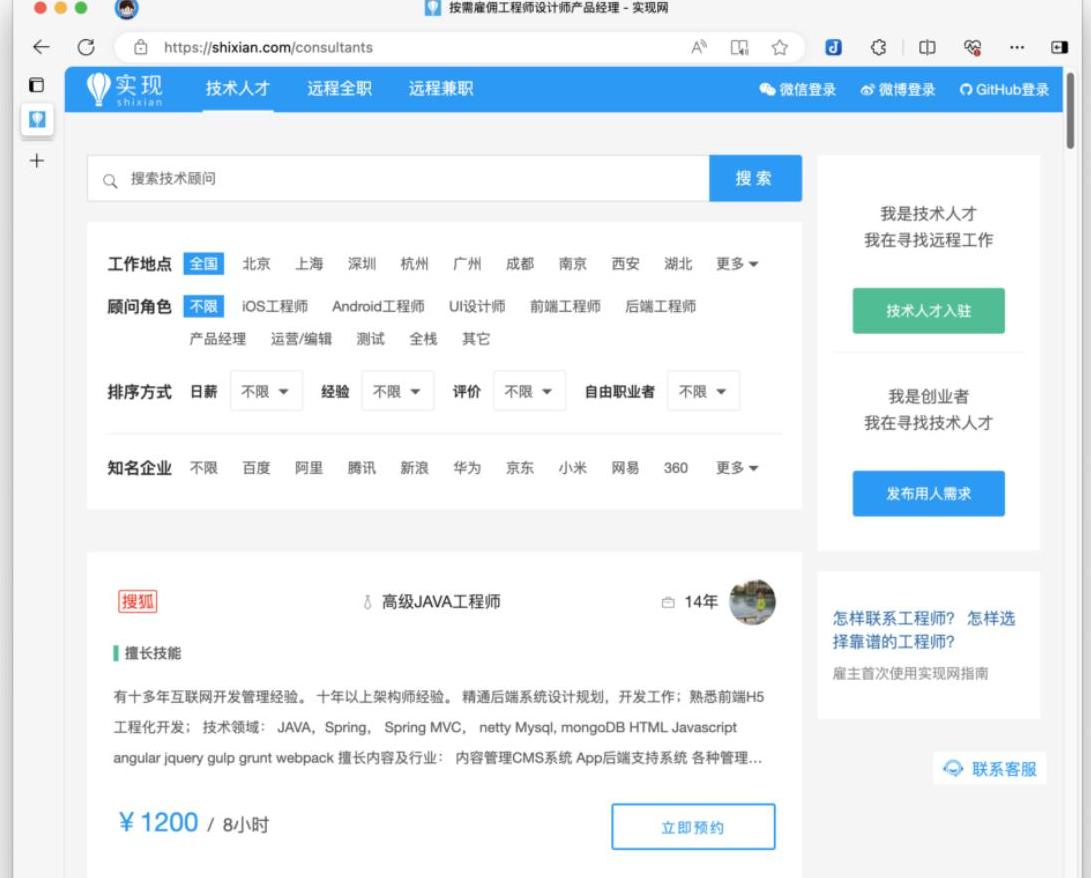 按需雇佣工程师设计师产品经理 - 实现网
https://shixian.com/consultants
实现 shixian 技术人才 远程全职 远程兼职 微信登录 微博登录 GitHub登录
搜索技术顾问 搜 索
工作地点 全国 北京 上海 深圳 杭州 广州 成都 南京 西安 湖北 更多
顾问角色 不限 iOS工程师 Android工程师 UI设计师 前端工程师 后端工程师
产品经理 运营/编辑 测试 全栈 其它
排序方式 日薪 不限 经验 不限 评价 不限 自由职业者 不限
知名企业 不限 百度 阿里 腾讯 新浪 华为 京东 小米 网易 360 更多
搜狐 高级JAVA工程师 14年
擅长技能
有十多年互联网开发管理经验。 十年以上架构师经验。 精通后端系统设计规划，开发工作；熟悉前端H5
工程化开发； 技术领域： JAVA，Spring， Spring MVC， netty Mysql, mongoDB HTML Javascript
angular jquery gulp grunt webpack 擅长内容及行业： 内容管理CMS系统 App后端支持系统 各种管理...
￥1200 / 8小时 立即预约
我是技术人才
我在寻找远程工作
技术人才入驻
我是创业者
我在寻找技术人才
发布用人需求
怎样联系工程师？ 怎样选
择靠谱的工程师？
雇主首次使用实现网指南
联系客服